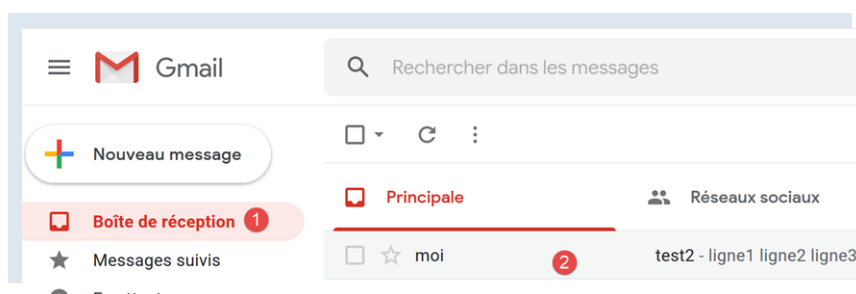 Gmail
Rechercher dans les messages
Nouveau message
Principale
Réseaux sociaux
Boîte de réception 1
Messages suivis
moi 2 test2 - ligne1 ligne2 ligne3